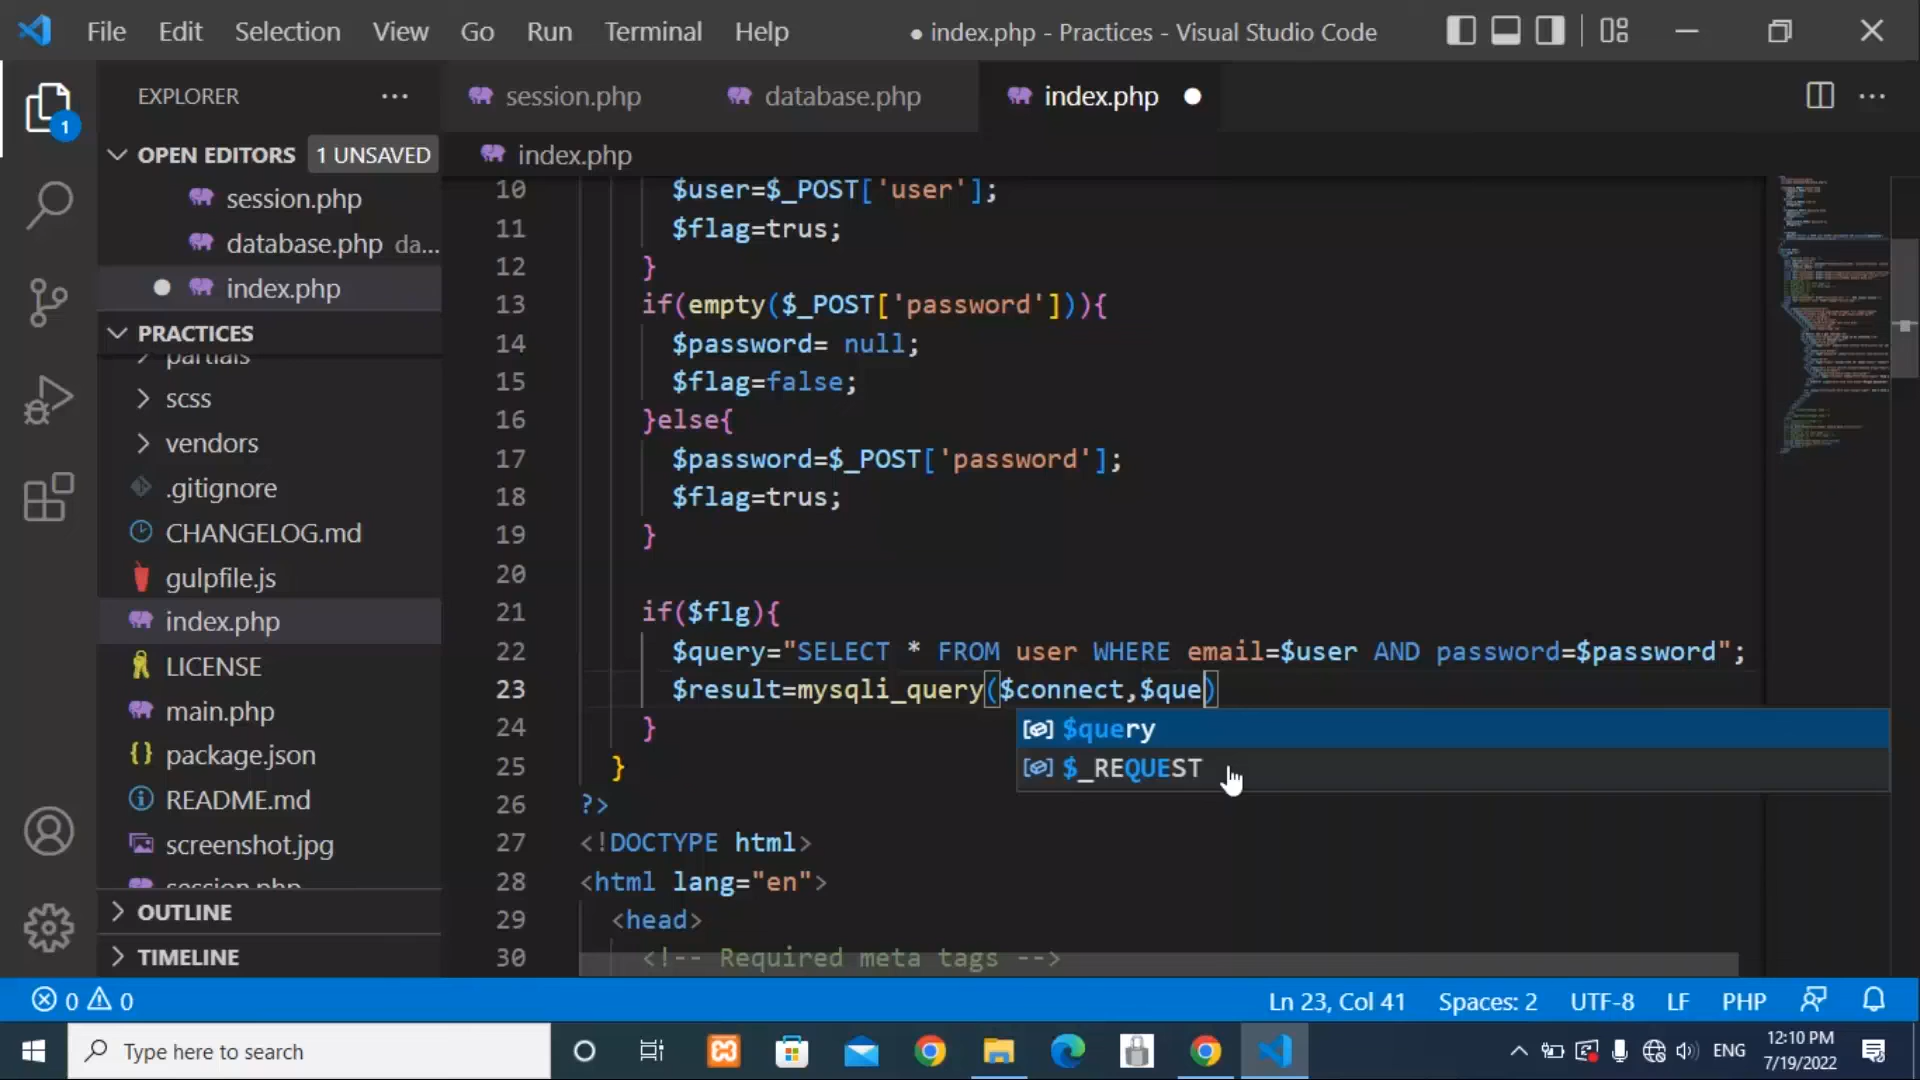 File Edit Selection View Go Run Terminal Help ● index.php - Practices - Visual Studio Code
EXPLORER ···
session.php database.php index.php ●
OPEN EDITORS 1 UNSAVED
index.php
session.php
database.php da...
index.php
PRACTICES
partials
scss
vendors
.gitignore
CHANGELOG.md
gulpfile.js
index.php
LICENSE
main.php
package.json
README.md
screenshot.jpg
session.php
OUTLINE
TIMELINE
1
10 $user=$_POST['user'];
11 $flag=trus;
12 }
13 if(empty($_POST['password'])){
14 $password= null;
15 $flag=false;
16 }else{
17 $password=$_POST['password'];
18 $flag=trus;
19 }
20
21 if($flg){
22 $query="SELECT * FROM user WHERE email=$user AND password=$password";
23 $result=mysqli_query($connect,$que)
24 }
$query
25 }
$_REQUEST
26 ?>
27 <!DOCTYPE html>
28 <html lang="en">
29 <head>
30 <!-- Required meta tags -->
0 0 Ln 23, Col 41 Spaces: 2 UTF-8 LF PHP
Type here to search
ENG
12:10 PM
7/19/2022